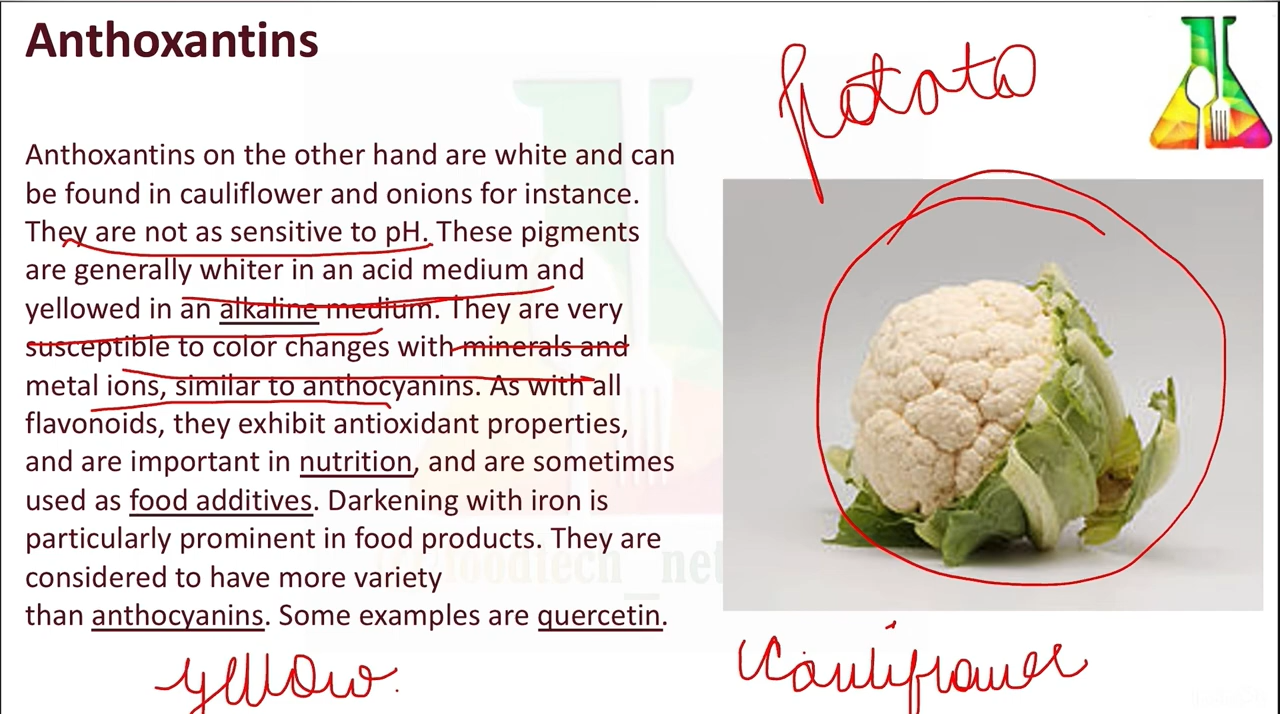 Anthoxantins
potato
Anthoxantins on the other hand are white and can
be found in cauliflower and onions for instance.
They are not as sensitive to pH. These pigments
are generally whiter in an acid medium and
yellowed in an alkaline medium. They are very
susceptible to color changes with minerals and
metal ions, similar to anthocyanins. As with all
flavonoids, they exhibit antioxidant properties,
and are important in nutrition, and are sometimes
used as food additives. Darkening with iron is
particularly prominent in food products. They are
considered to have more variety
than anthocyanins. Some examples are quercetin.
yellow.
Cauliflower
foodtech_net